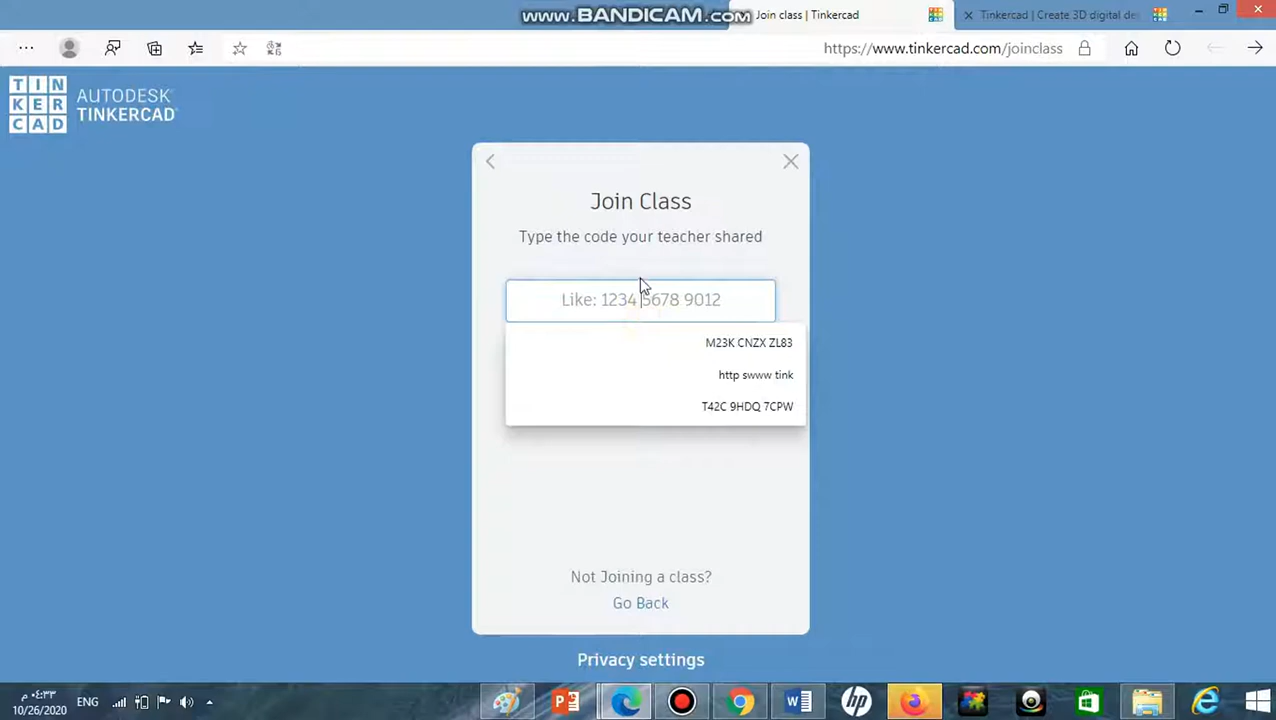 www.BANDICAM.com
Join class | Tinkercad
Tinkercad | Create 3D digital de
https://www.tinkercad.com/joinclass
TIN
KER
CAD
AUTODESK
TINKERCAD
Join Class
Type the code your teacher shared
Like: 1234 5678 9012
M23K CNZX ZL83
http swww tink
T42C 9HDQ 7CPW
Not Joining a class?
Go Back
Privacy settings
٠٤:٣٣ م
ENG
10/26/2020